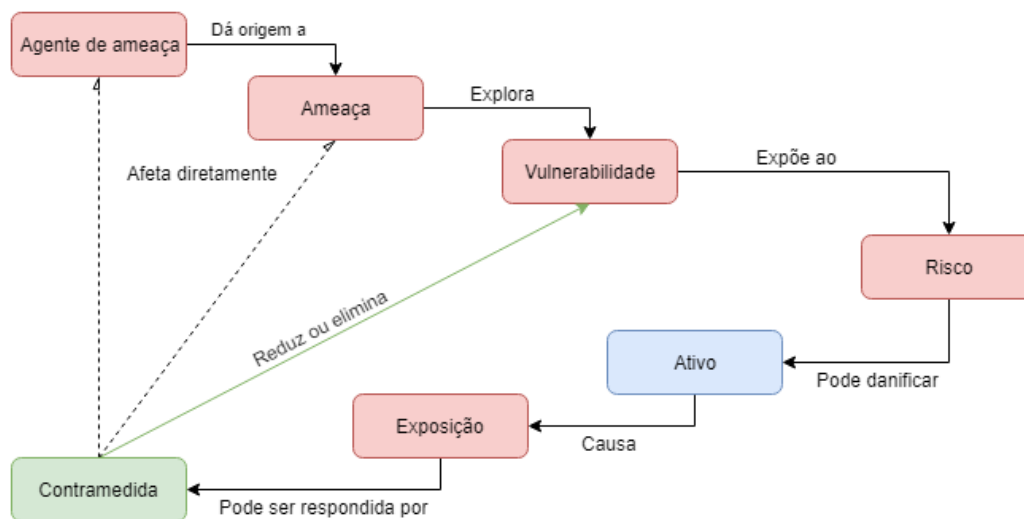 Agente de ameaça
Dá origem a
Ameaça
Explora
Vulnerabilidade
Expõe ao
Afeta diretamente
Risco
Reduz ou elimina
Ativo
Pode danificar
Exposição
Causa
Contramedida
Pode ser respondida por